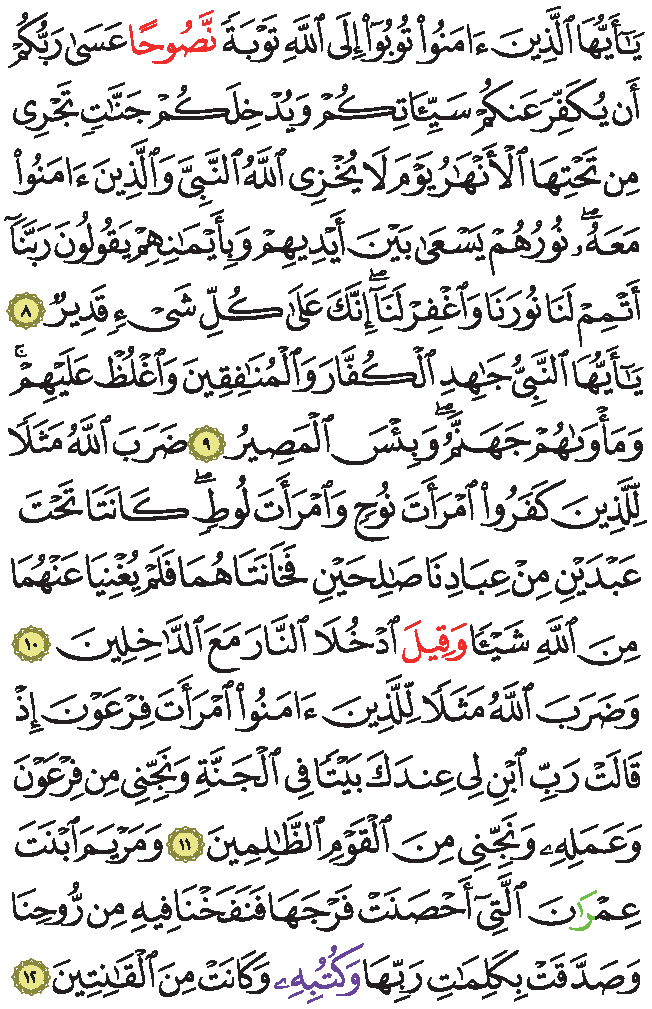 يَـٰٓأَيُّهَا ٱلَّذِينَ ءَامَنُوا۟ تُوبُوٓا۟ إِلَى ٱللَّهِ تَوْبَةً نَّصُوحًا عَسَىٰ رَبُّكُمْ
أَن يُكَفِّرَ عَنكُمْ سَيِّـَٔاتِكُمْ وَيُدْخِلَكُمْ جَنَّـٰتٍ تَجْرِى
مِن تَحْتِهَا ٱلْأَنْهَـٰرُ يَوْمَ لَا يُخْزِى ٱللَّهُ ٱلنَّبِىَّ وَٱلَّذِينَ ءَامَنُوا۟
مَعَهُۥ ۖ نُورُهُمْ يَسْعَىٰ بَيْنَ أَيْدِيهِمْ وَبِأَيْمَـٰنِهِمْ يَقُولُونَ رَبَّنَآ
أَتْمِمْ لَنَا نُورَنَا وَٱغْفِرْ لَنَآ ۖ إِنَّكَ عَلَىٰ كُلِّ شَىْءٍ قَدِيرٌ ٨
يَـٰٓأَيُّهَا ٱلنَّبِىُّ جَـٰهِدِ ٱلْكُفَّارَ وَٱلْمُنَـٰفِقِينَ وَٱغْلُظْ عَلَيْهِمْ ۚ
وَمَأْوَىٰهُمْ جَهَنَّمُ ۖ وَبِئْسَ ٱلْمَصِيرُ ٩ ضَرَبَ ٱللَّهُ مَثَلًا
لِّلَّذِينَ كَفَرُوا۟ ٱمْرَأَتَ نُوحٍ وَٱمْرَأَتَ لُوطٍ ۖ كَانَتَا تَحْتَ
عَبْدَيْنِ مِنْ عِبَادِنَا صَـٰلِحَيْنِ فَخَانَتَاهُمَا فَلَمْ يُغْنِيَا عَنْهُمَا
مِنَ ٱللَّهِ شَيْـًٔا وَقِيلَ ٱدْخُلَا ٱلنَّارَ مَعَ ٱلدَّٰخِلِينَ ١٠
وَضَرَبَ ٱللَّهُ مَثَلًا لِّلَّذِينَ ءَامَنُوا۟ ٱمْرَأَتَ فِرْعَوْنَ إِذْ
قَالَتْ رَبِّ ٱبْنِ لِى عِندَكَ بَيْتًا فِى ٱلْجَنَّةِ وَنَجِّنِى مِن فِرْعَوْنَ
وَعَمَلِهِۦ وَنَجِّنِى مِنَ ٱلْقَوْمِ ٱلظَّـٰلِمِينَ ١١ وَمَرْيَمَ ٱبْنَتَ
عِمْرَٰنَ ٱلَّتِىٓ أَحْصَنَتْ فَرْجَهَا فَنَفَخْنَا فِيهِ مِن رُّوحِنَا
وَصَدَّقَتْ بِكَلِمَـٰتِ رَبِّهَا وَكُتُبِهِۦ وَكَانَتْ مِنَ ٱلْقَـٰنِتِينَ ١٢